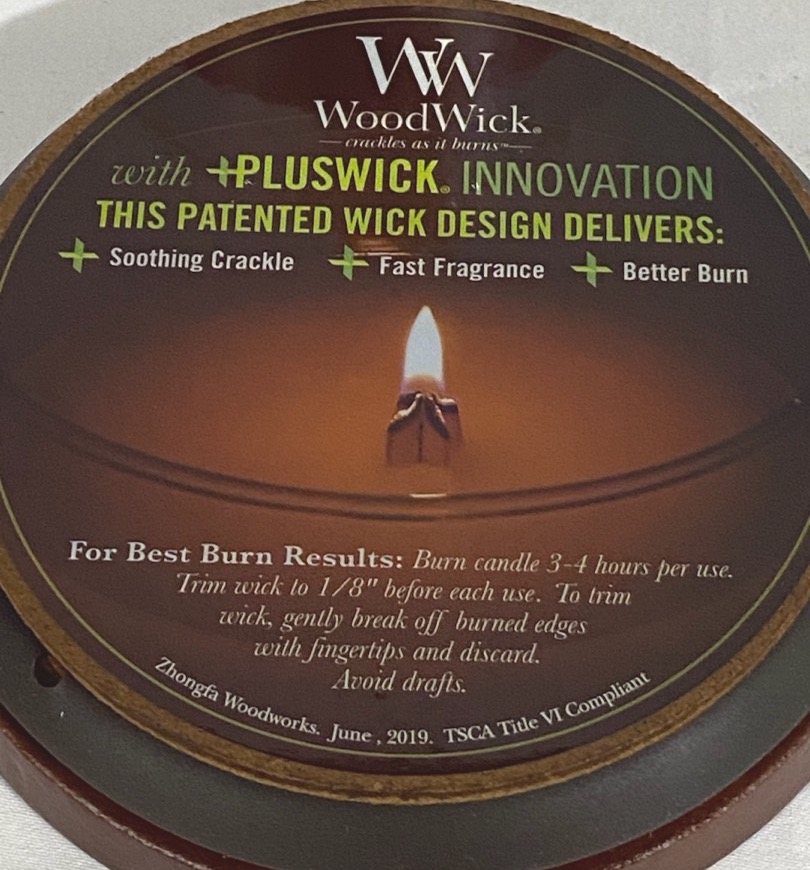 WW
WoodWick®
crackles as it burns™
with +PLUSWICK® INNOVATION
THIS PATENTED WICK DESIGN DELIVERS:
+ Soothing Crackle + Fast Fragrance + Better Burn
For Best Burn Results: Burn candle 3-4 hours per use.
Trim wick to 1/8" before each use. To trim
wick, gently break off burned edges
with fingertips and discard.
Avoid drafts.
Zhongfa Woodworks. June , 2019. TSCA Title VI Compliant